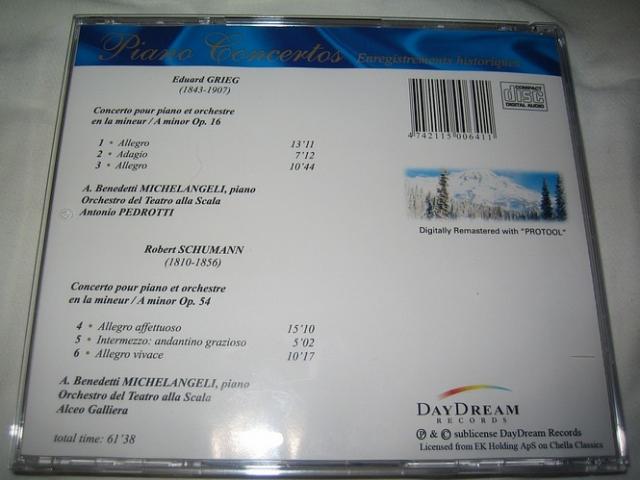 Piano Concertos Enregistrements historiques
Eduard GRIEG
(1843-1907)
Concerto pour piano et orchestre
en la mineur / A minor Op. 16
1 • Allegro 13'11
2 • Adagio 7'12
3 • Allegro 10'44
A. Benedetti MICHELANGELI, piano
Orchestro del Teatro alla Scala
Antonio PEDROTTI
Robert SCHUMANN
(1810-1856)
Concerto pour piano et orchestre
en la mineur / A minor Op. 54
4 • Allegro affettuoso 15'10
5 • Intermezzo: andantino grazioso 5'02
6 • Allegro vivace 10'17
A. Benedetti MICHELANGELI, piano
Orchestro del Teatro alla Scala
Alceo Galliera
total time: 61'38
4 742115 006411
COMPACT
disc
DIGITAL AUDIO
Digitally Remastered with "PROTOOL"
DAYDREAM
RECORDS
℗ & © sublicense DayDream Records
Licensed from EK Holding ApS on Chella Classics